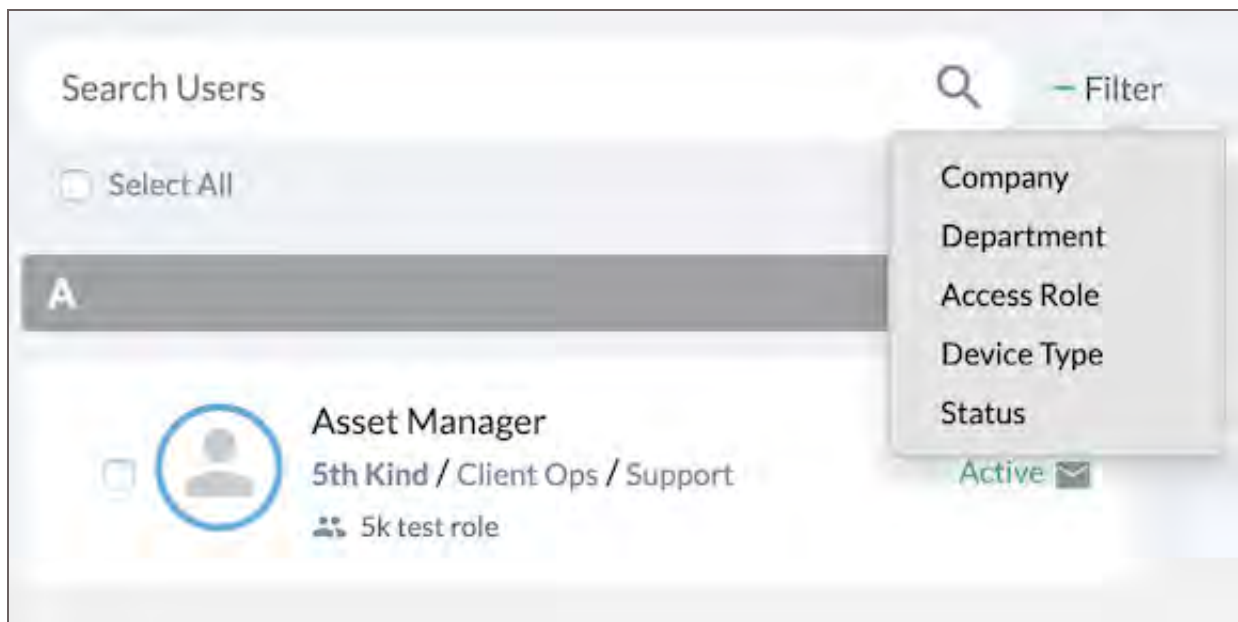 Search Users
– Filter
Select All
Company
Department
Access Role
Device Type
Status
A
Asset Manager
5th Kind / Client Ops / Support
Active
5k test role